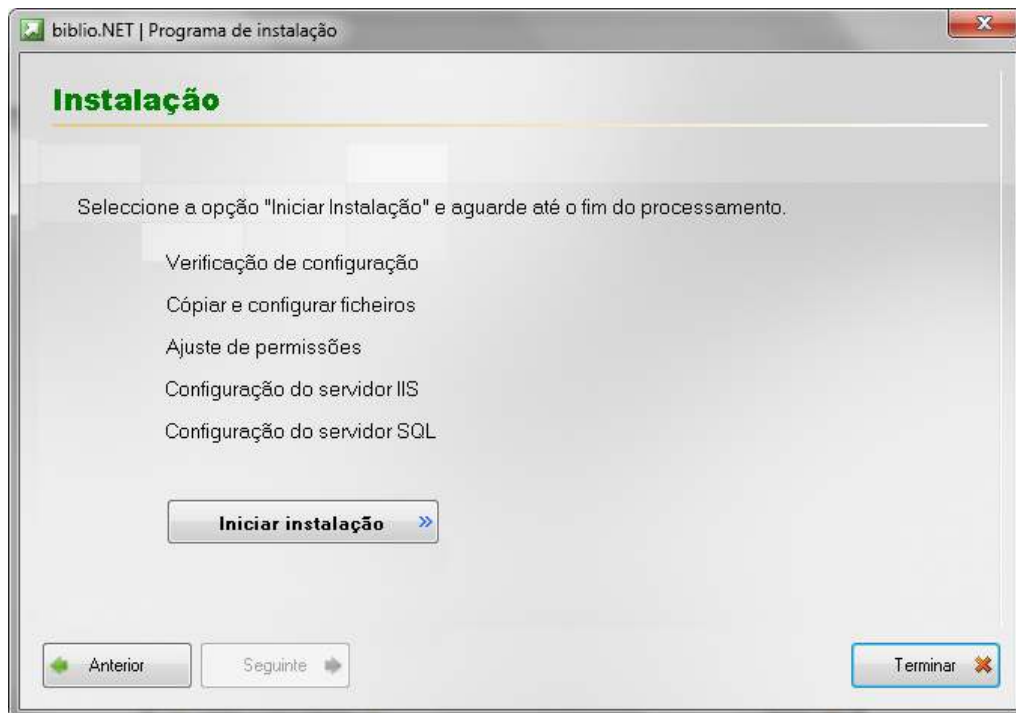 biblio.NET | Programa de instalação
Instalação
Seleccione a opção "Iniciar Instalação" e aguarde até o fim do processamento.
Verificação de configuração
Cópiar e configurar ficheiros
Ajuste de permissões
Configuração do servidor IIS
Configuração do servidor SQL
Iniciar instalação »
Anterior
Seguinte
Terminar